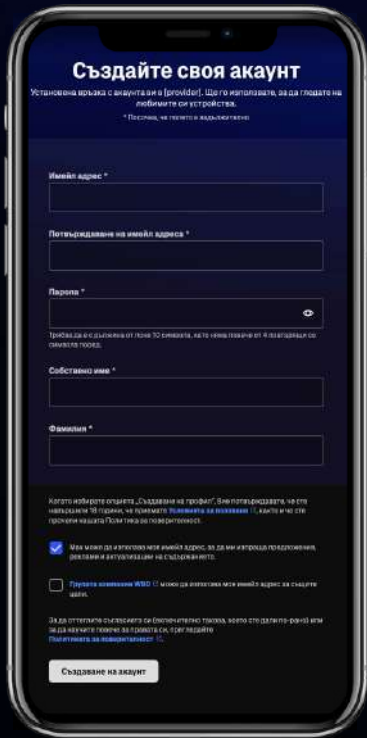 Създайте своя акаунт
Установена връзка с акаунта ви в {provider}. Ще го използвате, за да гледате на
любимите си устройства.
* Посочва, че полето е задължително
Имейл адрес *
Потвърждаване на имейл адреса *
Парола *
Трябва да е с дължина от поне 10 символа, като няма повече от 4 повтарящи се
символа поред.
Собствено име *
Фамилия *
Когато избирате опцията „Създаване на профил“, Вие потвърждавате, че сте
навършили 18 години, че приемате Условията за ползване, както и че сте
прочели нашата Политика за поверителност.
Max може да използва моя имейл адрес, за да ми изпраща предложения,
реклами и актуализации на съдържанието.
Групата компании WBD може да използва моя имейл адрес за същите
цели.
За да оттеглите съгласието си (включително такова, което сте дали по-рано) или
за да научите повече за правата си, прегледайте
Политиката за поверителност.
Създаване на акаунт